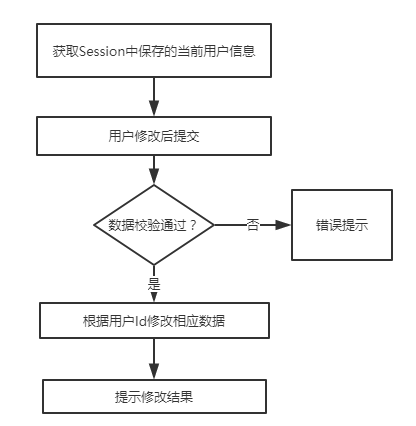 获取Session中保存的当前用户信息
用户修改后提交
数据校验通过？
否
错误提示
是
根据用户Id修改相应数据
提示修改结果